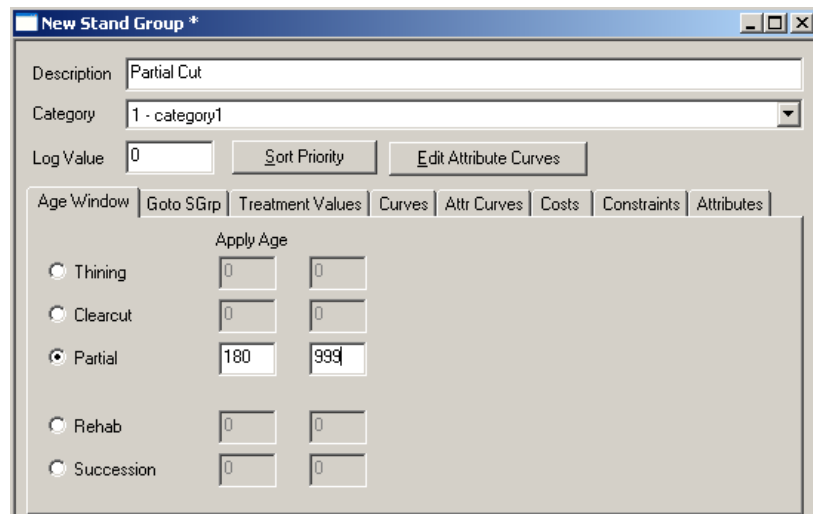 New Stand Group *
Description Partial Cut
Category 1 - category1
Log Value 0 Sort Priority Edit Attribute Curves
Age Window Goto SGrp Treatment Values Curves Attr Curves Costs Constraints Attributes
Apply Age
Thining 0 0
Clearcut 0 0
Partial 180 999
Rehab 0 0
Succession 0 0